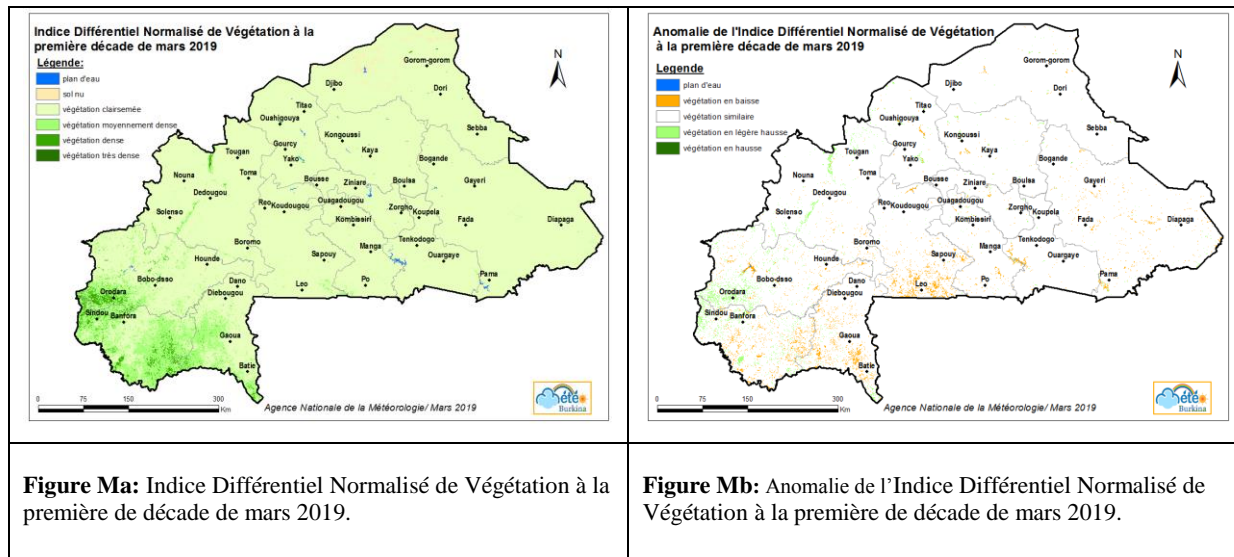 Indice Différentiel Normalisé de Végétation à la
première décade de mars 2019
Légende:
plan d'eau
sol nu
végétation clairsemée
végétation moyennement dense
végétation dense
végétation très dense
N
Gorom-gorom
Djibo
Dori
Titao
Ouahigouya
Sebba
Kongoussi
Tougan
Gourcy
Kaya
Yako
Bogande
Nouna
Toma
Bousse
Ziniare
Boulsa
Gayeri
Dedougou
Reo
Koudougou
Ouagadougou
Zorgho
Koupela
Solenso
Kombissiri
Fada
Diapaga
Boromo
Manga
Tenkodogo
Hounde
Sapouy
Ouargaye
Bobo-dsso
Dano
Leo
Po
Pama
Orodara
Diebougou
Sindou
Banfora
Gaoua
Batie
0 75 150 300
Km
Agence Nationale de la Météorologie/ Mars 2019
été
Burkina
Anomalie de l'Indice Différentiel Normalisé de Végétation
à la première décade de mars 2019
Legende
plan d'eau
végétation en baisse
végétation similaire
végétation en légère hausse
végétation en hausse
N
Gorom-gorom
Djibo
Dori
Titao
Ouahigouya
Sebba
Kongoussi
Tougan
Gourcy
Kaya
Yako
Bogande
Nouna
Toma
Bousse
Ziniare
Boulsa
Gayeri
Dedougou
Reo
Koudougou
Ouagadougou
Zorgho
Koupela
Solenso
Kombissiri
Fada
Diapaga
Boromo
Manga
Tenkodogo
Hounde
Sapouy
Ouargaye
Bobo-dsso
Dano
Leo
Po
Pama
Orodara
Diebougou
Sindou
Banfora
Gaoua
Batie
0 75 150 300
Km
Agence Nationale de la Météorologie/ Mars 2019
été
Burkina
Figure Ma: Indice Différentiel Normalisé de Végétation à la
première de décade de mars 2019.
Figure Mb: Anomalie de l'Indice Différentiel Normalisé de
Végétation à la première de décade de mars 2019.